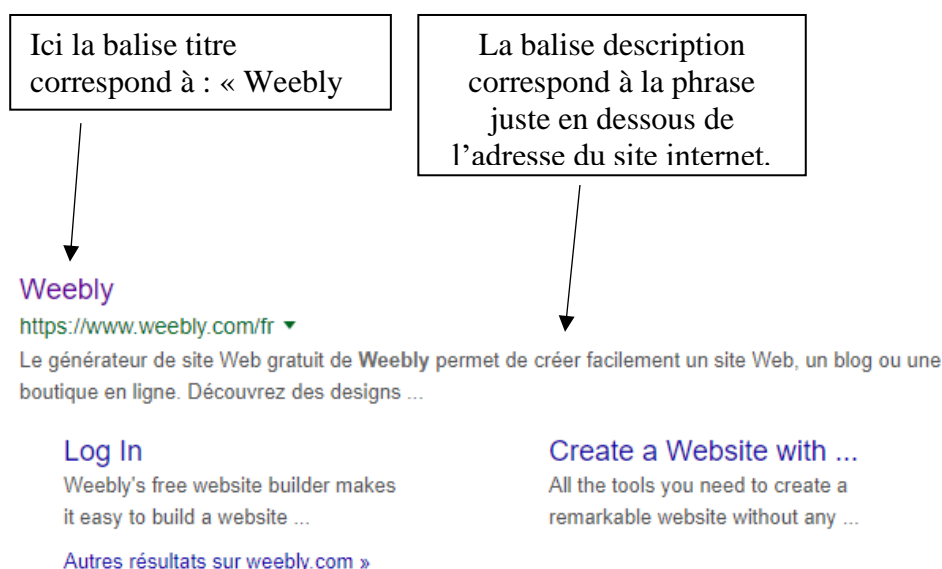 Ici la balise titre
correspond à : « Weebly
La balise description
correspond à la phrase
juste en dessous de
l’adresse du site internet.
Weebly
https://www.weebly.com/fr ▼
Le générateur de site Web gratuit de Weebly permet de créer facilement un site Web, un blog ou une
boutique en ligne. Découvrez des designs ...
Log In
Weebly's free website builder makes
it easy to build a website ...
Create a Website with ...
All the tools you need to create a
remarkable website without any ...
Autres résultats sur weebly.com »